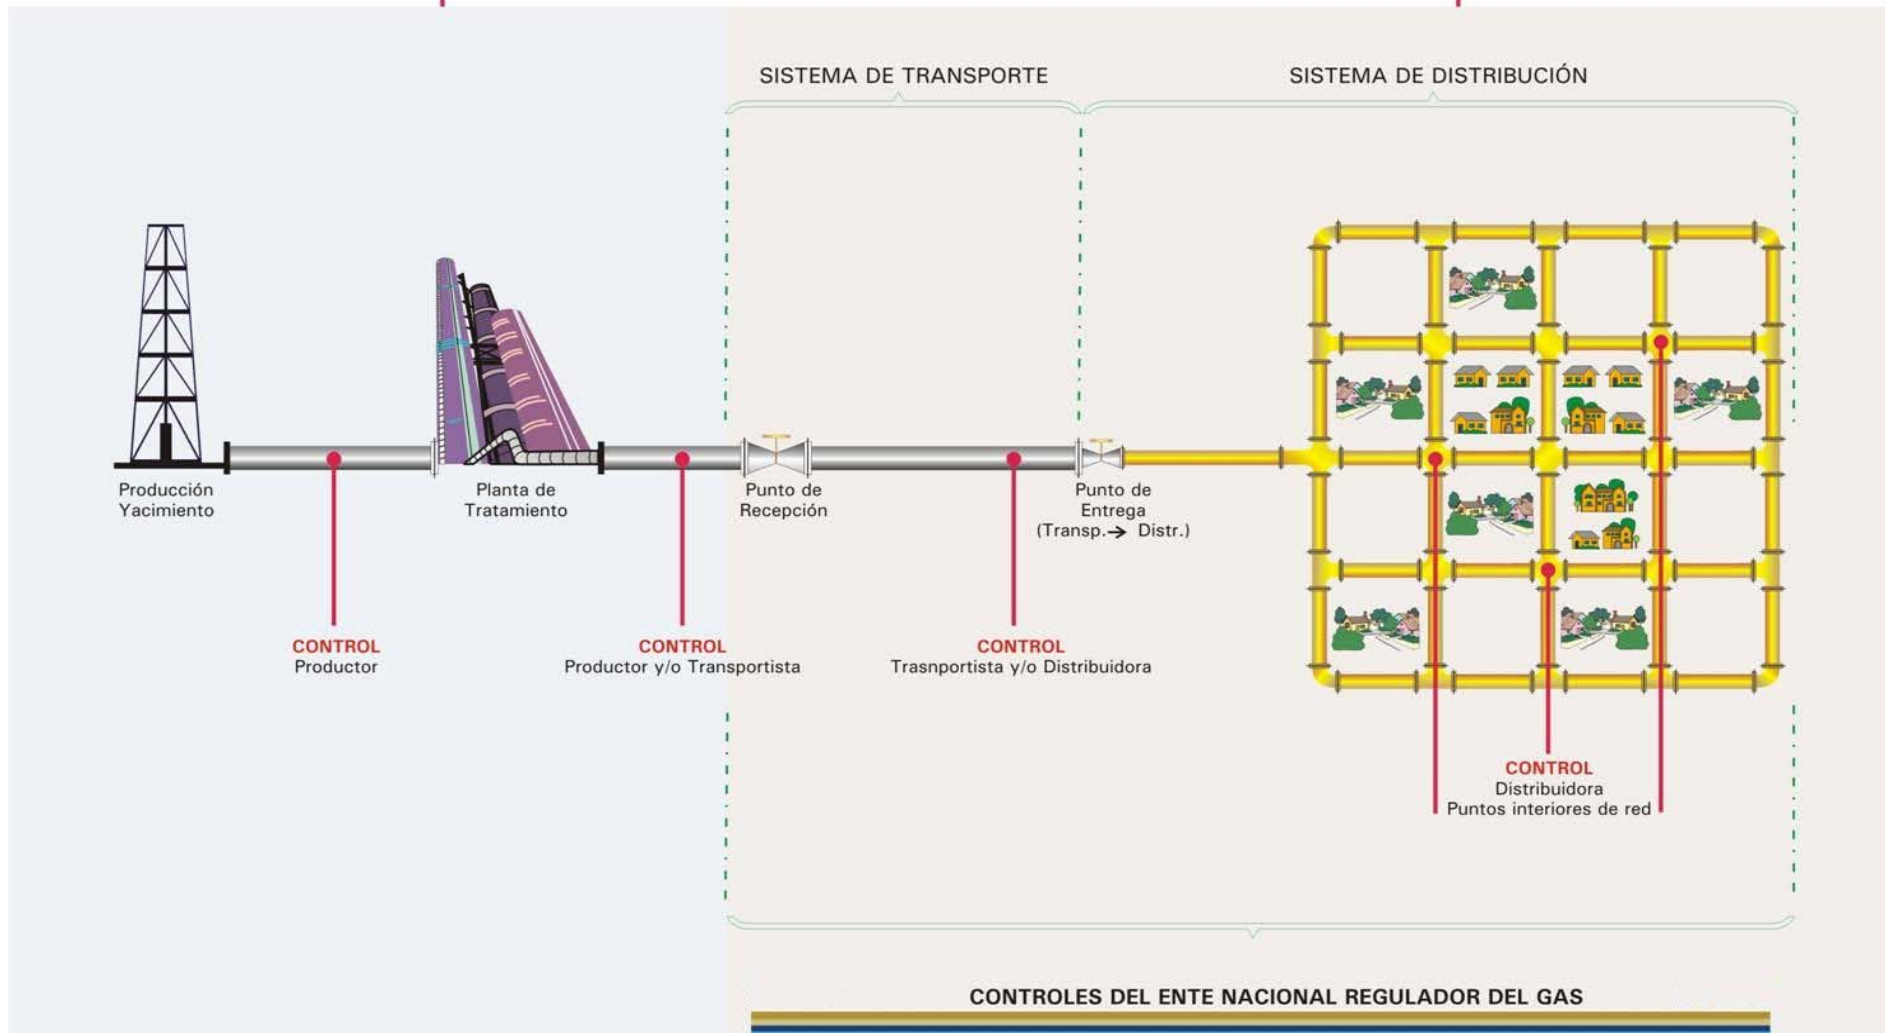 SISTEMA DE TRANSPORTE
SISTEMA DE DISTRIBUCIÓN
Producción
Yacimiento
Planta de
Tratamiento
Punto de
Recepción
Punto de
Entrega
(Transp.→ Distr.)
CONTROL
Productor
CONTROL
Productor y/o Transportista
CONTROL
Trasnportista y/o Distribuidora
CONTROL
Distribuidora
Puntos interiores de red
CONTROLES DEL ENTE NACIONAL REGULADOR DEL GAS